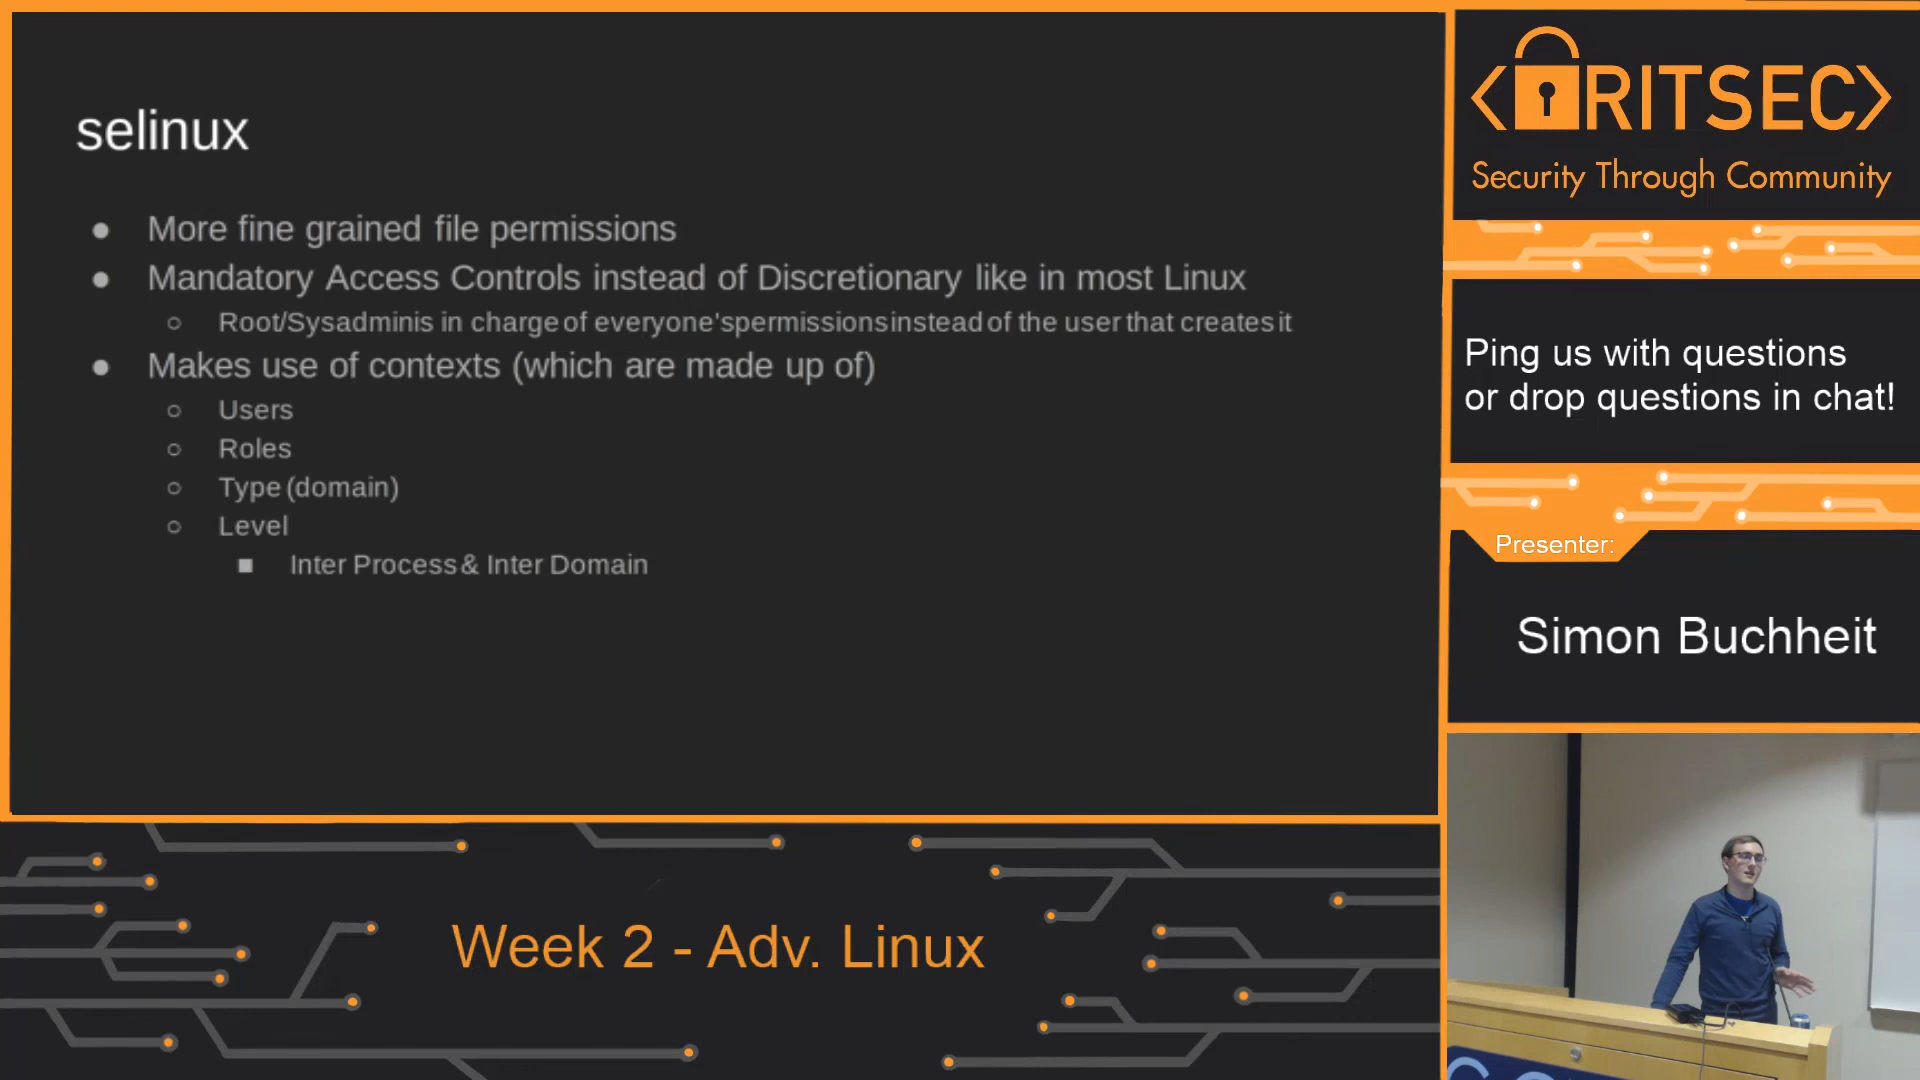 selinux
More fine grained file permissions
Mandatory Access Controls instead of Discretionary like in most Linux
Root/Sysadminis in charge of everyone'spermissionsinstead of the user that creates it
Makes use of contexts (which are made up of)
Users
Roles
Type (domain)
Level
Inter Process & Inter Domain
RITSEC
Security Through Community
Ping us with questions
or drop questions in chat!
Presenter:
Simon Buchheit
Week 2 - Adv. Linux